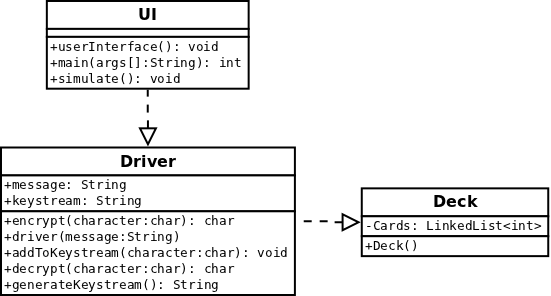 UI
+userInterface(): void
+main(args[]:String): int
+simulate(): void
Driver
+message: String
+keystream: String
+encrypt(character:char): char
+driver(message:String)
+addToKeystream(character:char): void
+decrypt(character:char): char
+generateKeystream(): String
Deck
-Cards: LinkedList<int>
+Deck()